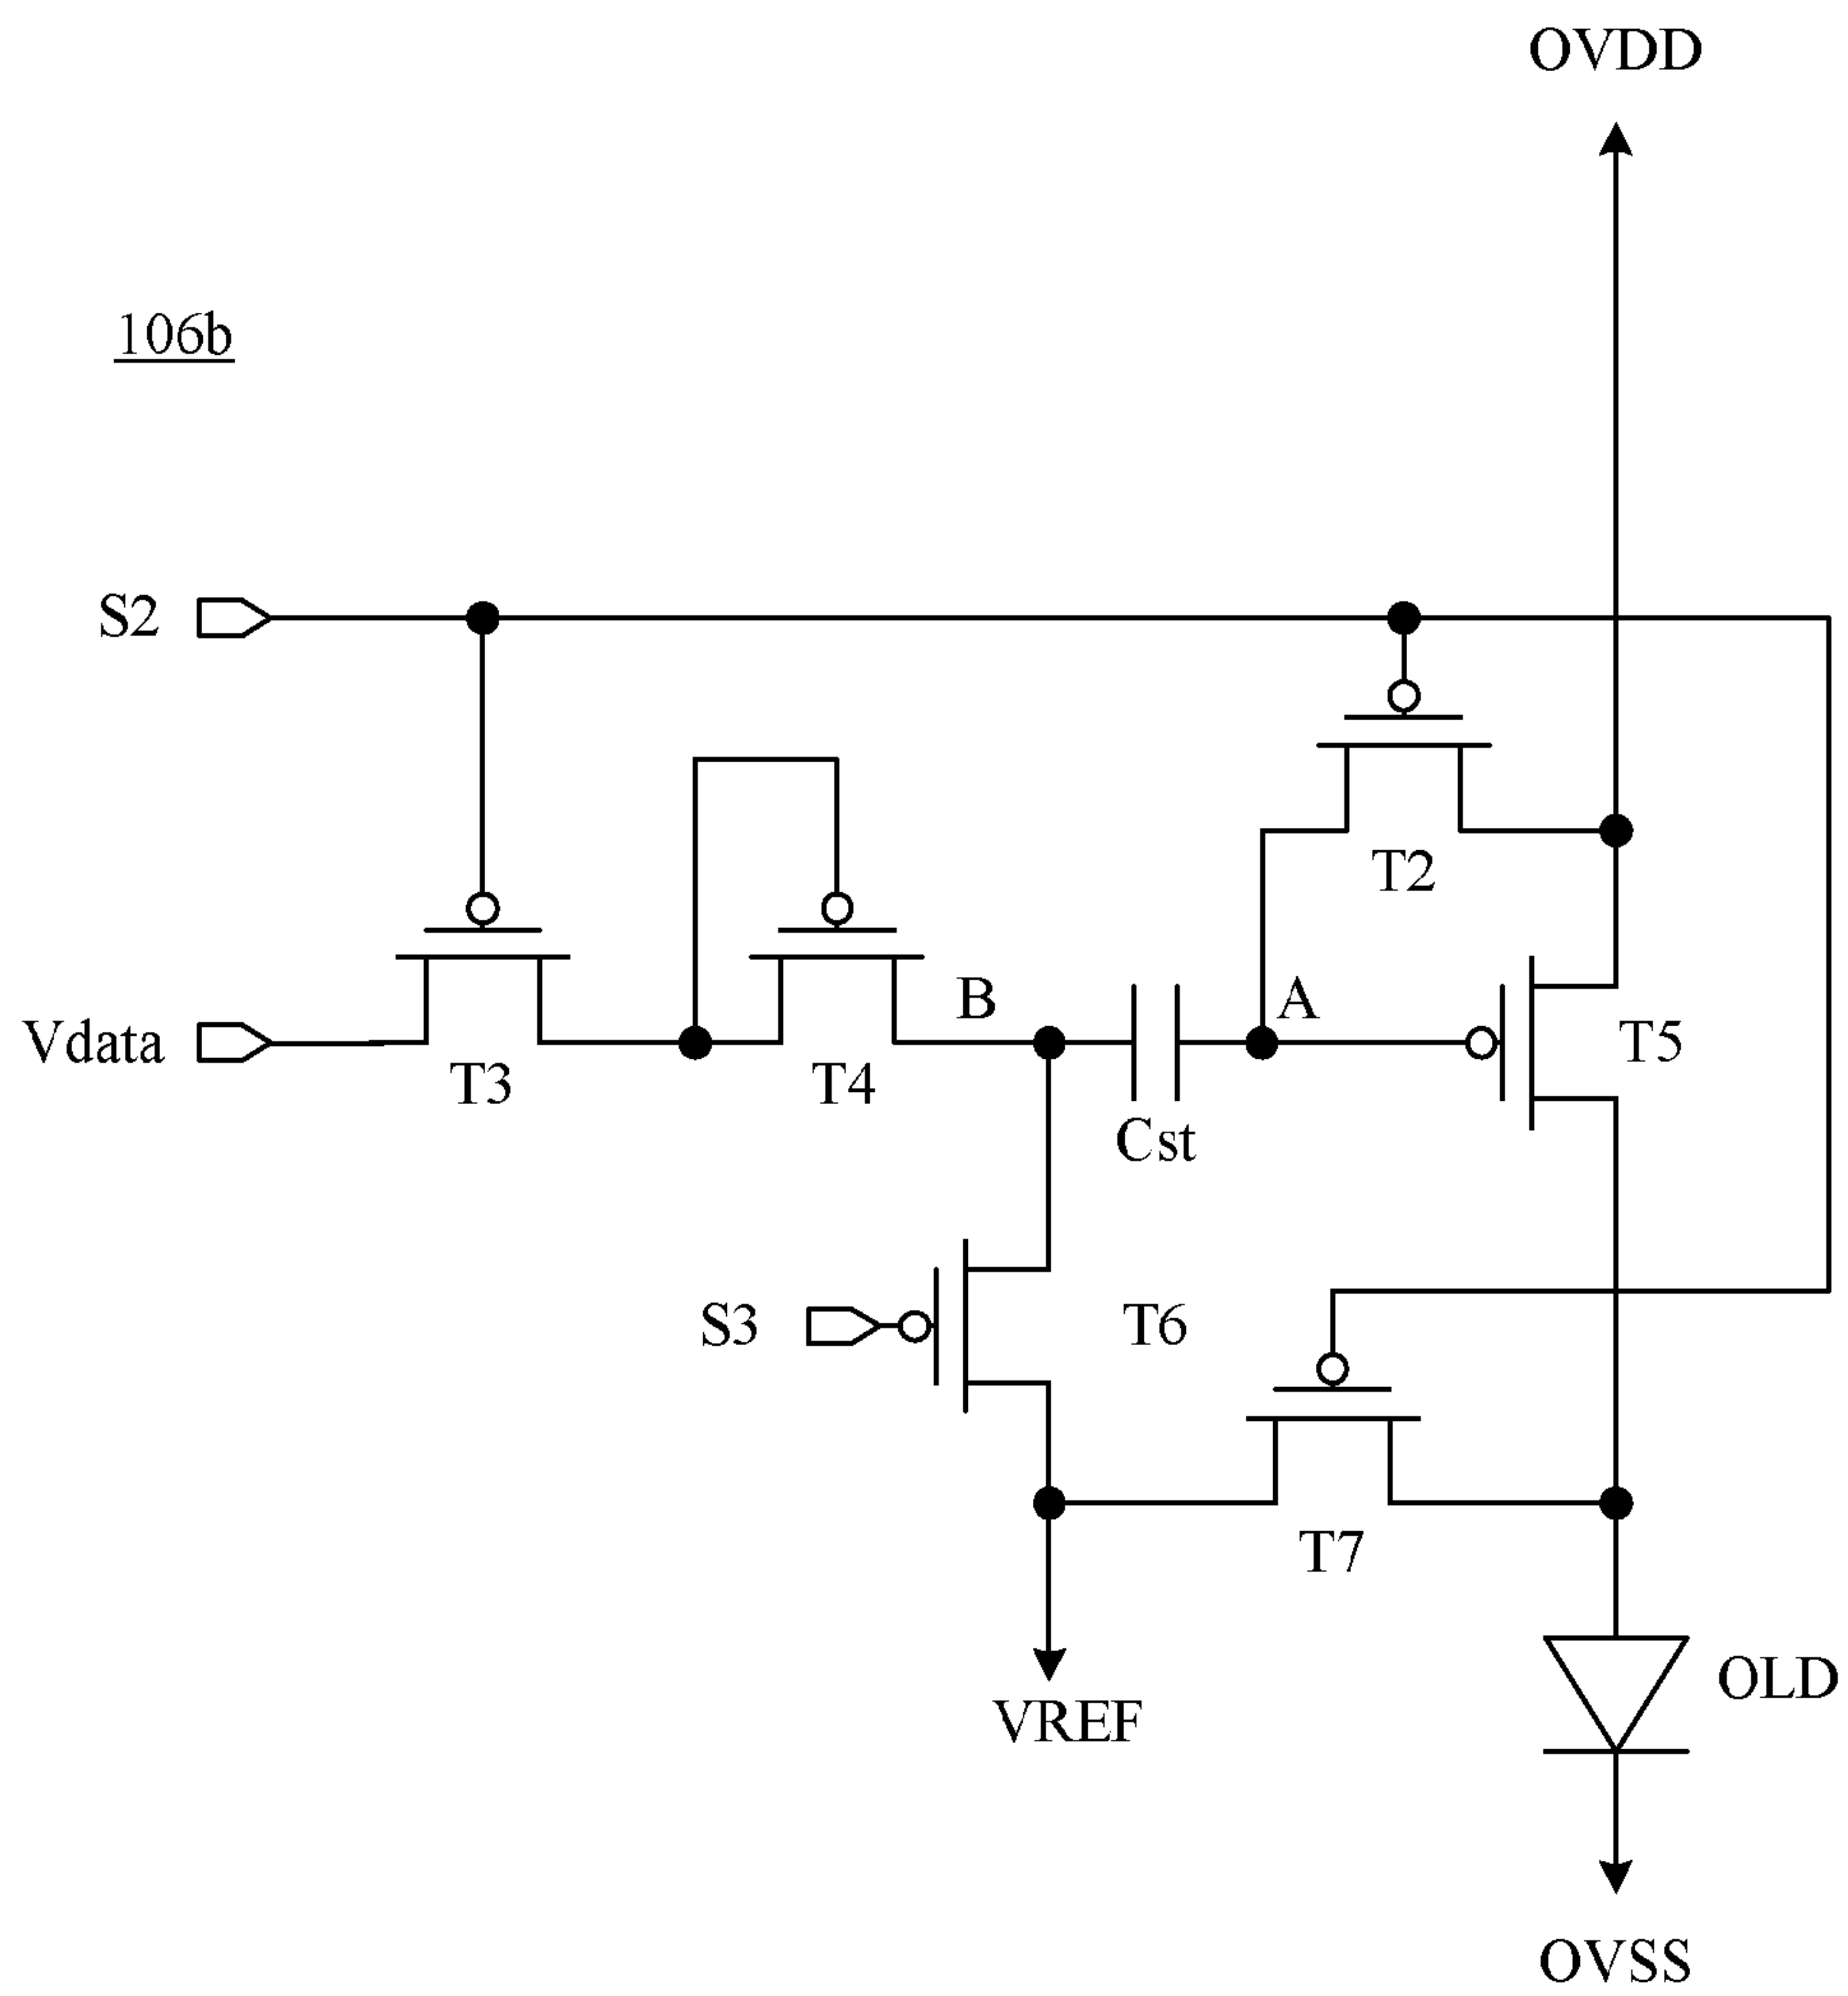 OVDD
106b
S2
T2
B
A
Vdata
T3
T4
T5
Cst
S3
T6
T7
OLD
VREF
OVSS